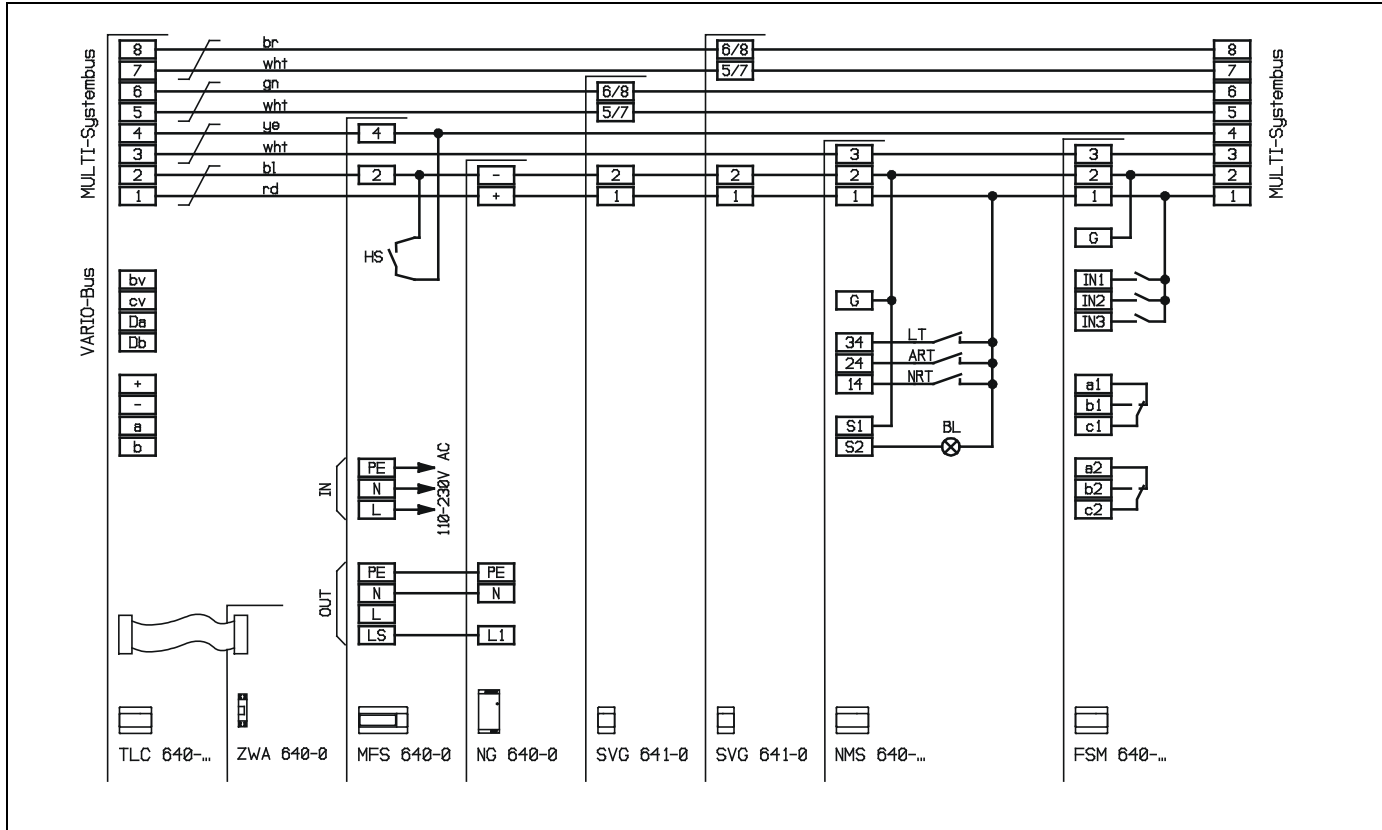 MULTI-Systembus
8 br 6/8 8
7 wht 5/7 7
6 gn 6/8 6
5 wht 5/7 5
4 ye 4 4
3 wht 3 3 3
2 bl 2 - 2 2 2 2 2
1 rd + 1 1 1 1 1
MULTI-Systembus
VARIO-Bus
bv
cv
Da
Db
+
-
a
b
HS
IN
PE
N
L
110-230V AC
OUT
PE PE
N N
L
LS L1
G
34 LT
24 ART
14 NRT
S1
S2 BL
G
IN1
IN2
IN3
a1
b1
c1
a2
b2
c2
TLC 640-... ZWA 640-0 MFS 640-0 NG 640-0 SVG 641-0 SVG 641-0 NMS 640-... FSM 640-...